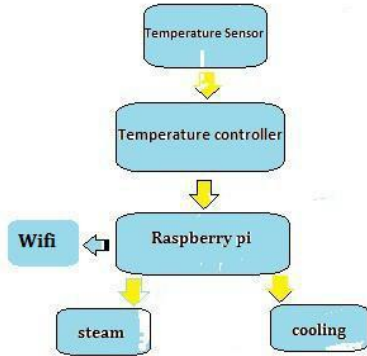 Temperature Sensor
Temperature controller
Wifi
Raspberry pi
steam
cooling